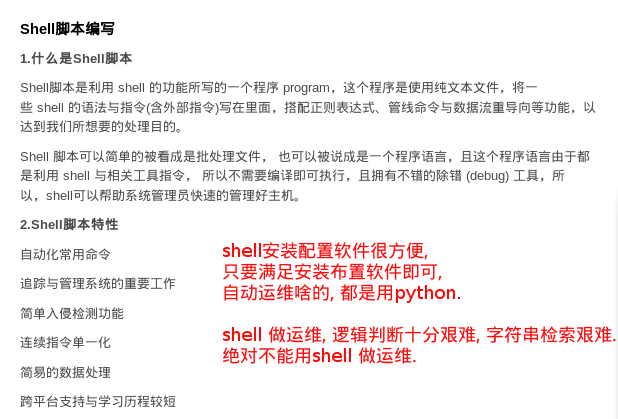 Shell脚本编写
1.什么是Shell脚本
Shell脚本是利用 shell 的功能所写的一个程序 program，这个程序是使用纯文本文件，将一
些 shell 的语法与指令(含外部指令)写在里面，搭配正则表达式、管线命令与数据流重导向等功能，以
达到我们所想要的处理目的。
Shell 脚本可以简单的被看成是批处理文件， 也可以被说成是一个程序语言，且这个程序语言由于都
是利用 shell 与相关工具指令， 所以不需要编译即可执行，且拥有不错的除错 (debug) 工具，所
以，shell可以帮助系统管理员快速的管理好主机。
2.Shell脚本特性
自动化常用命令
追踪与管理系统的重要工作
简单入侵检测功能
连续指令单一化
简易的数据处理
跨平台支持与学习历程较短
shell安装配置软件很方便,
只要满足安装布置软件即可,
自动运维啥的, 都是用python.
shell 做运维, 逻辑判断十分艰难, 字符串检索艰难.
绝对不能用shell 做运维.